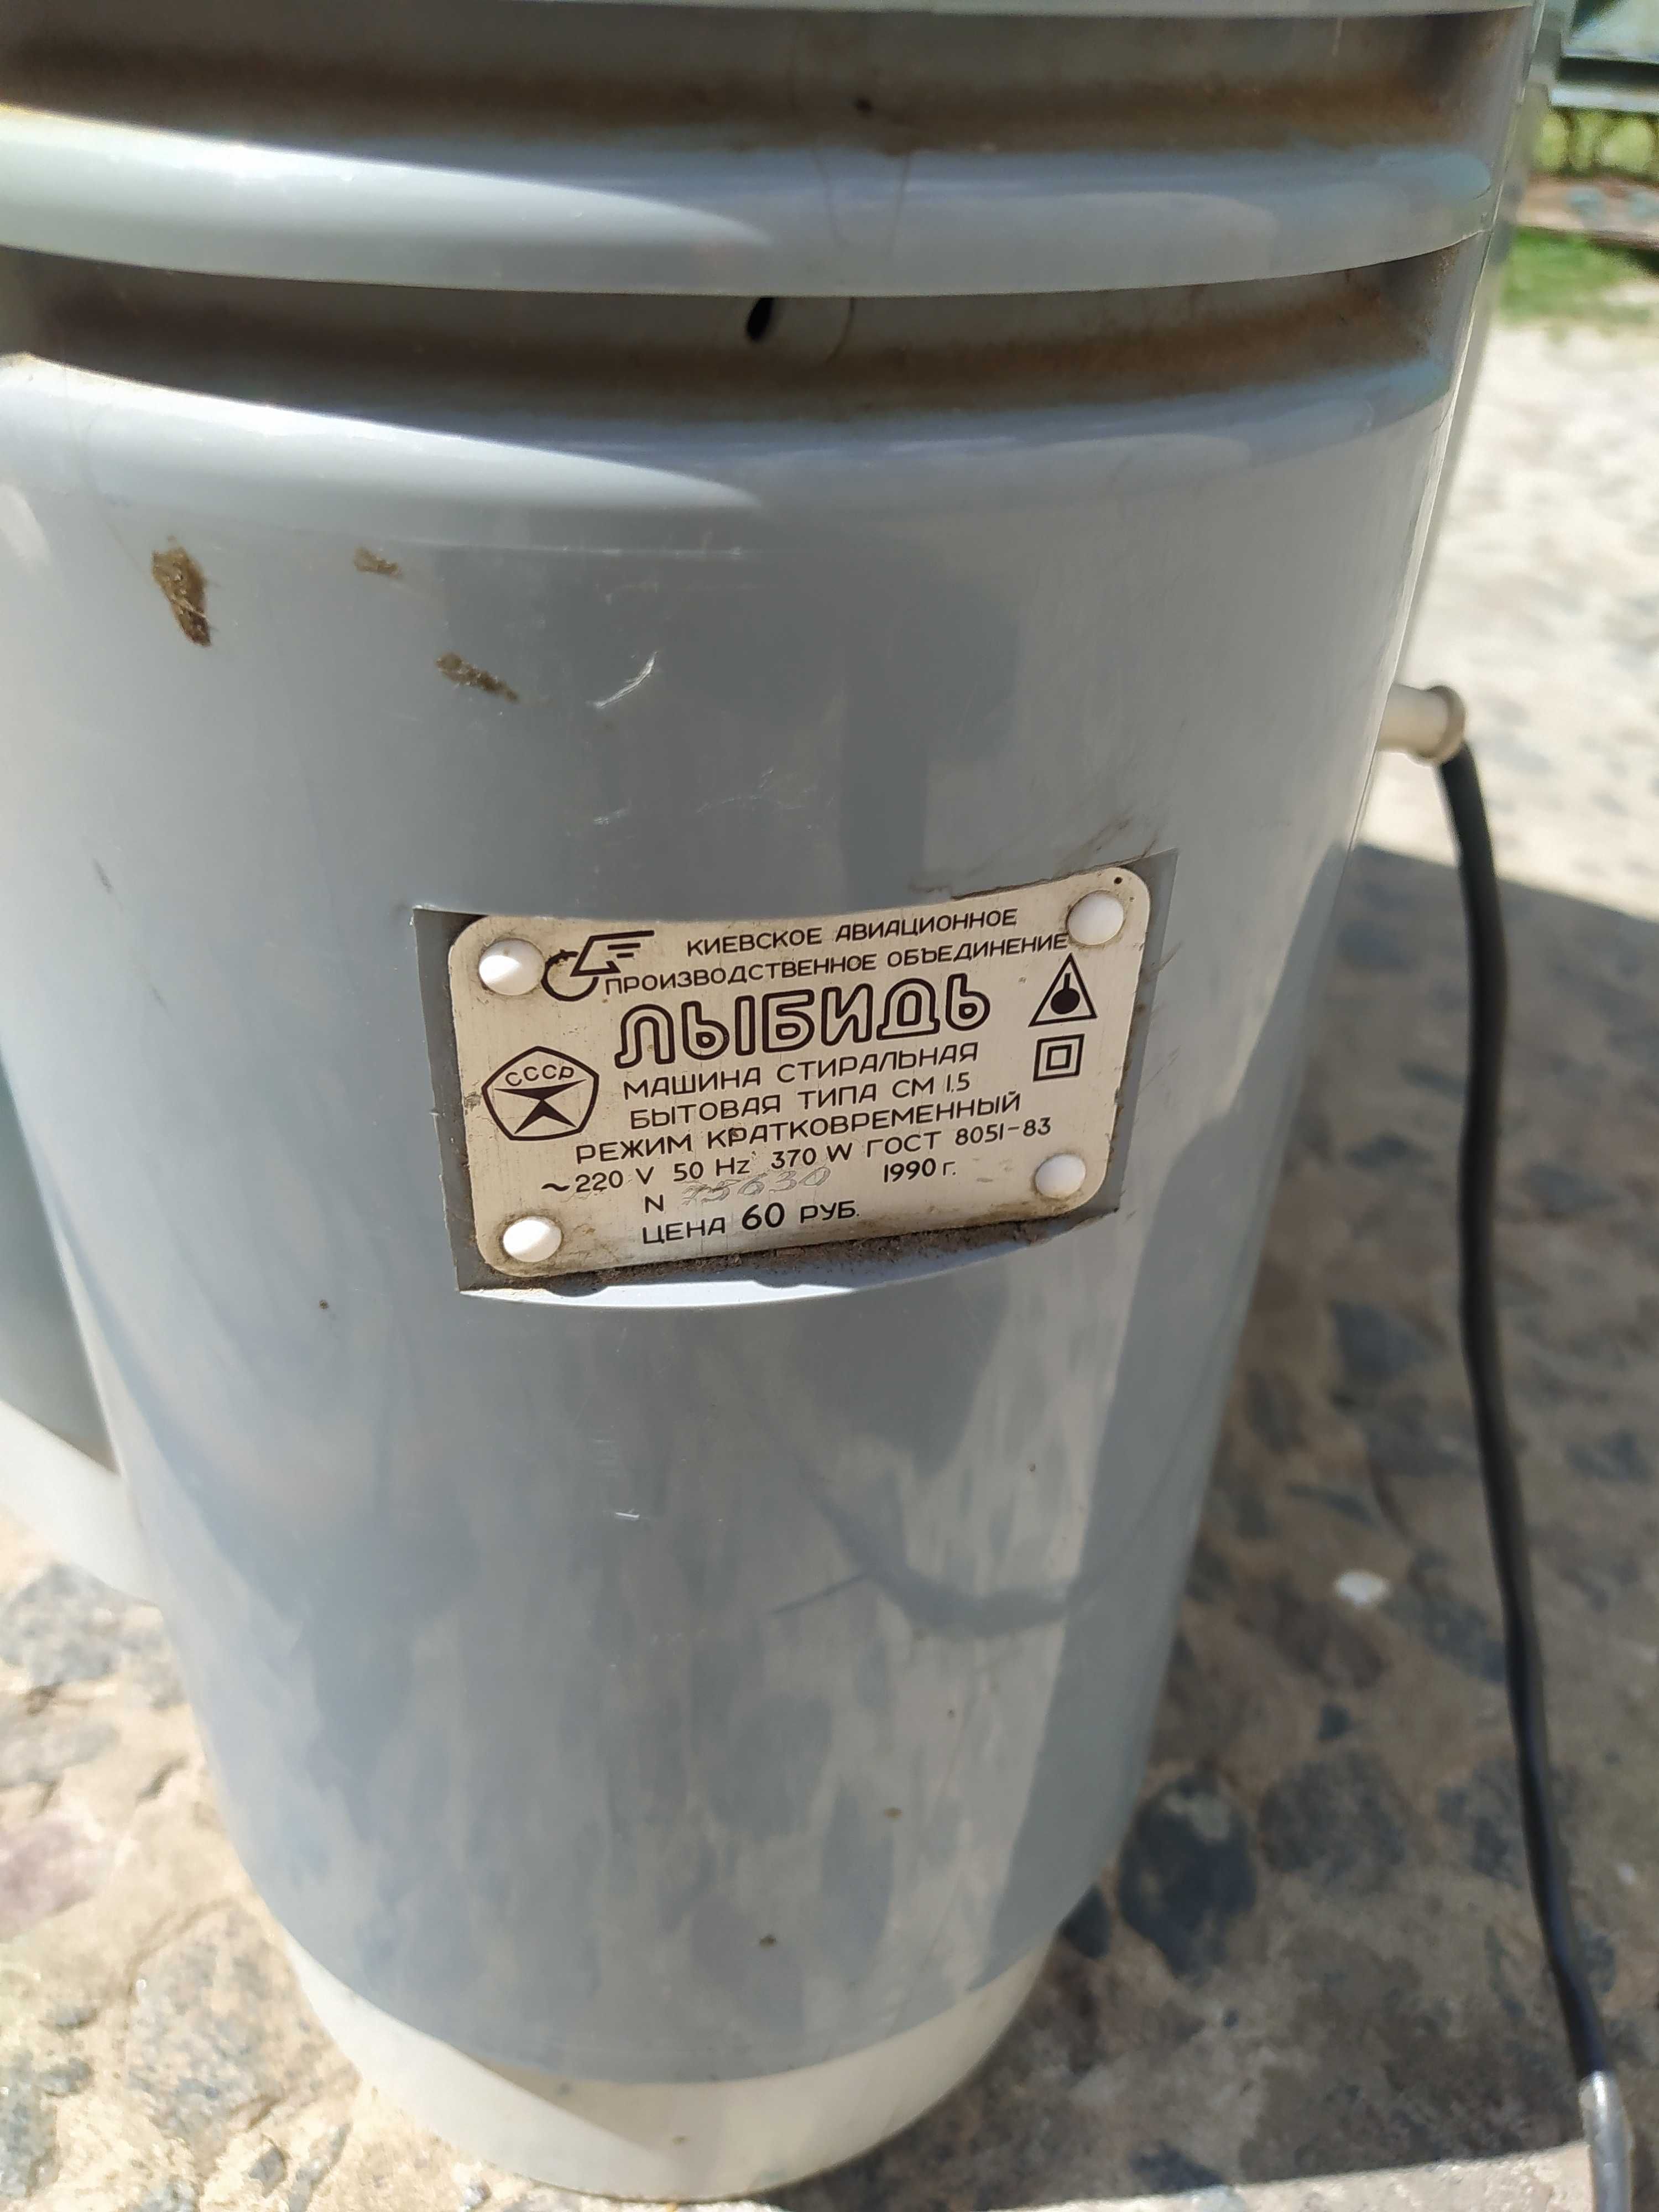 КИЕВСКОЕ АВИАЦИОННОЕ
ПРОИЗВОДСТВЕННОЕ ОБЪЕДИНЕНИЕ
ЛЫБИДЬ
СССР
МАШИНА СТИРАЛЬНАЯ
БЫТОВАЯ ТИПА СМ 1.5
РЕЖИМ КРАТКОВРЕМЕННЫЙ
~220 V 50 Hz 370 W ГОСТ 8051-83
N 1990 г.
ЦЕНА 60 РУБ.